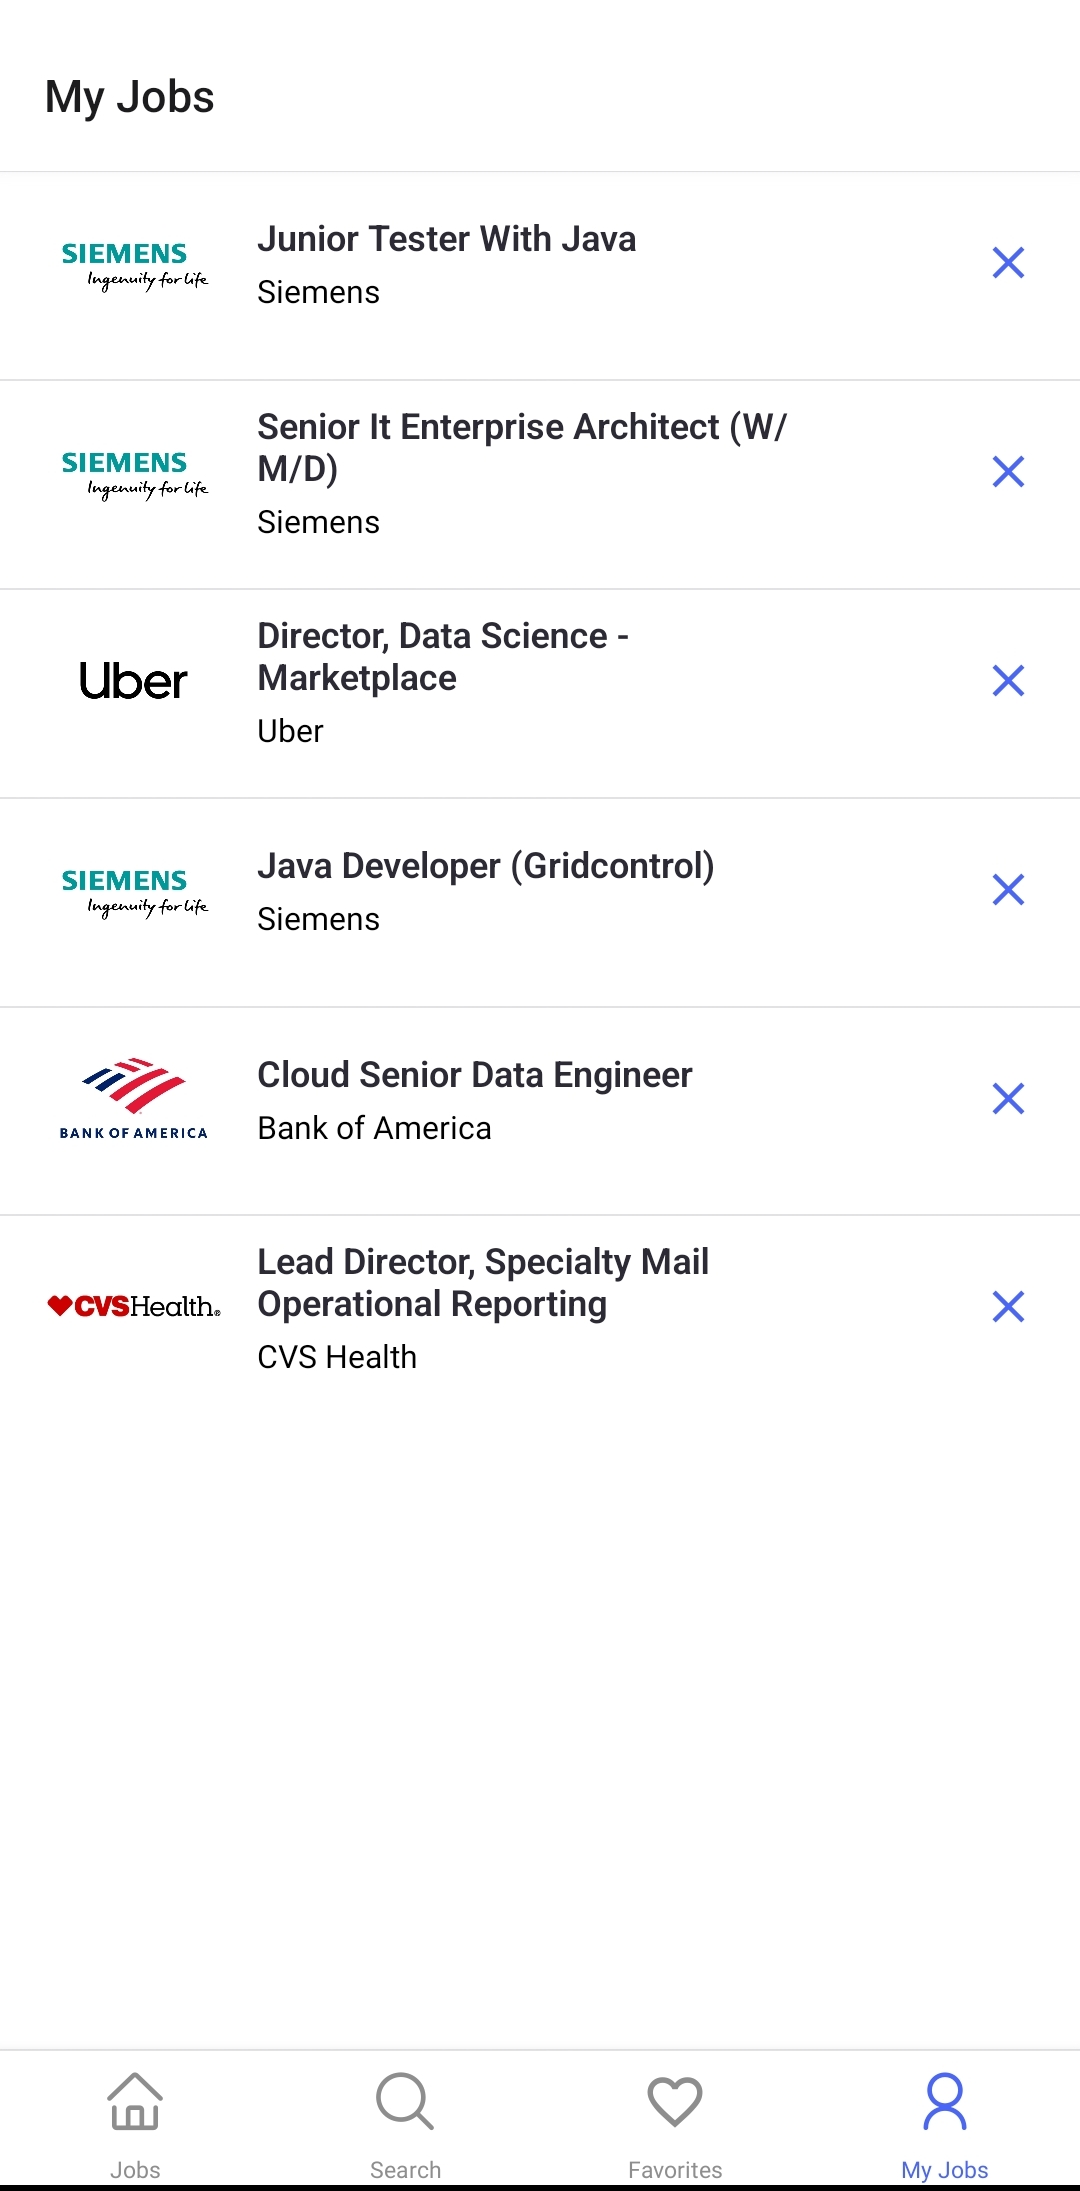 My Jobs
SIEMENS
Ingenuity for life
Junior Tester With Java
Siemens
SIEMENS
Ingenuity for life
Senior It Enterprise Architect (W/
M/D)
Siemens
Uber
Director, Data Science -
Marketplace
Uber
SIEMENS
Ingenuity for life
Java Developer (Gridcontrol)
Siemens
BANK OF AMERICA
Cloud Senior Data Engineer
Bank of America
CVSHealth®
Lead Director, Specialty Mail
Operational Reporting
CVS Health
Jobs
Search
Favorites
My Jobs